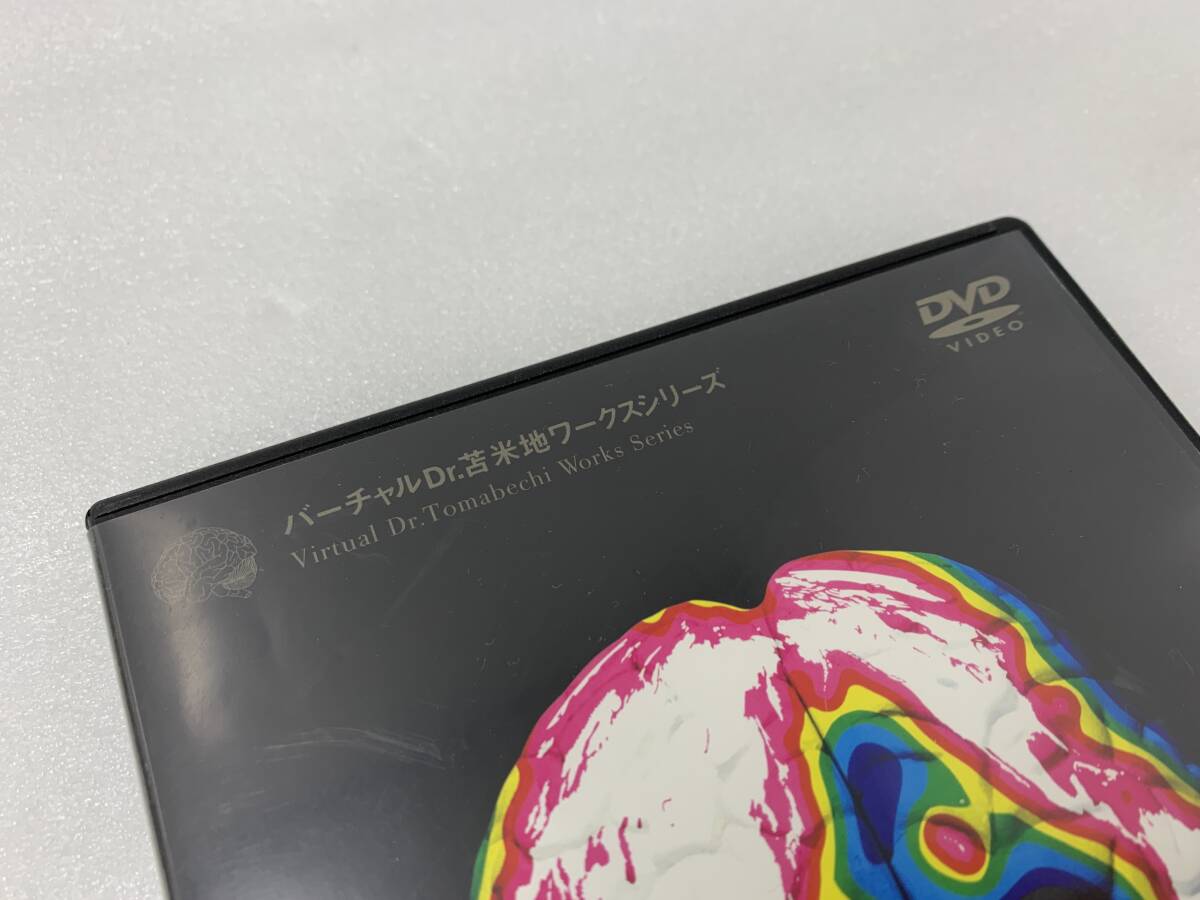 DVD
VIDEO
バーチャルDr.苫米地ワークスシリーズ
Virtual Dr.Tomabechi Works Series